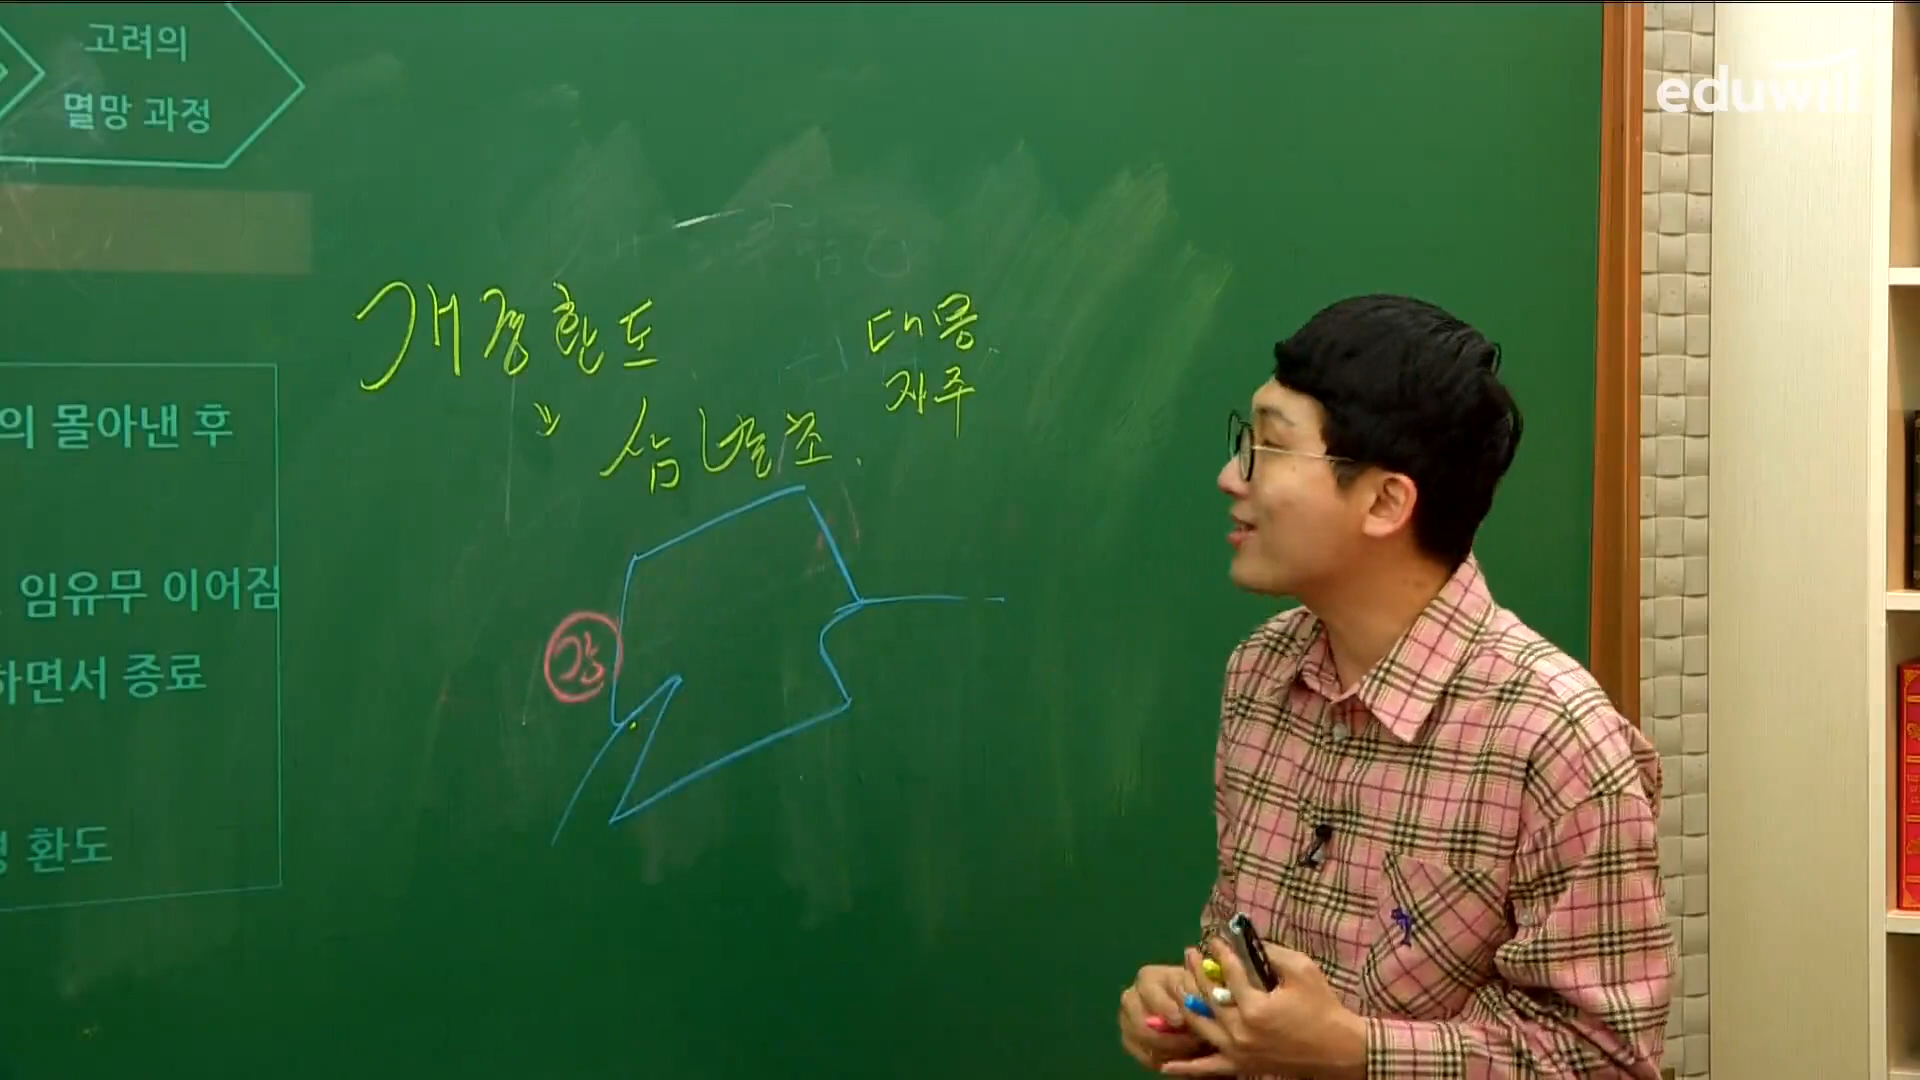 고려의
멸망 과정
eduwill
개경환도
대몽
자주
삼별초.
의 몰아낸 후
임유무 이어짐
하면서 종료
강
환도